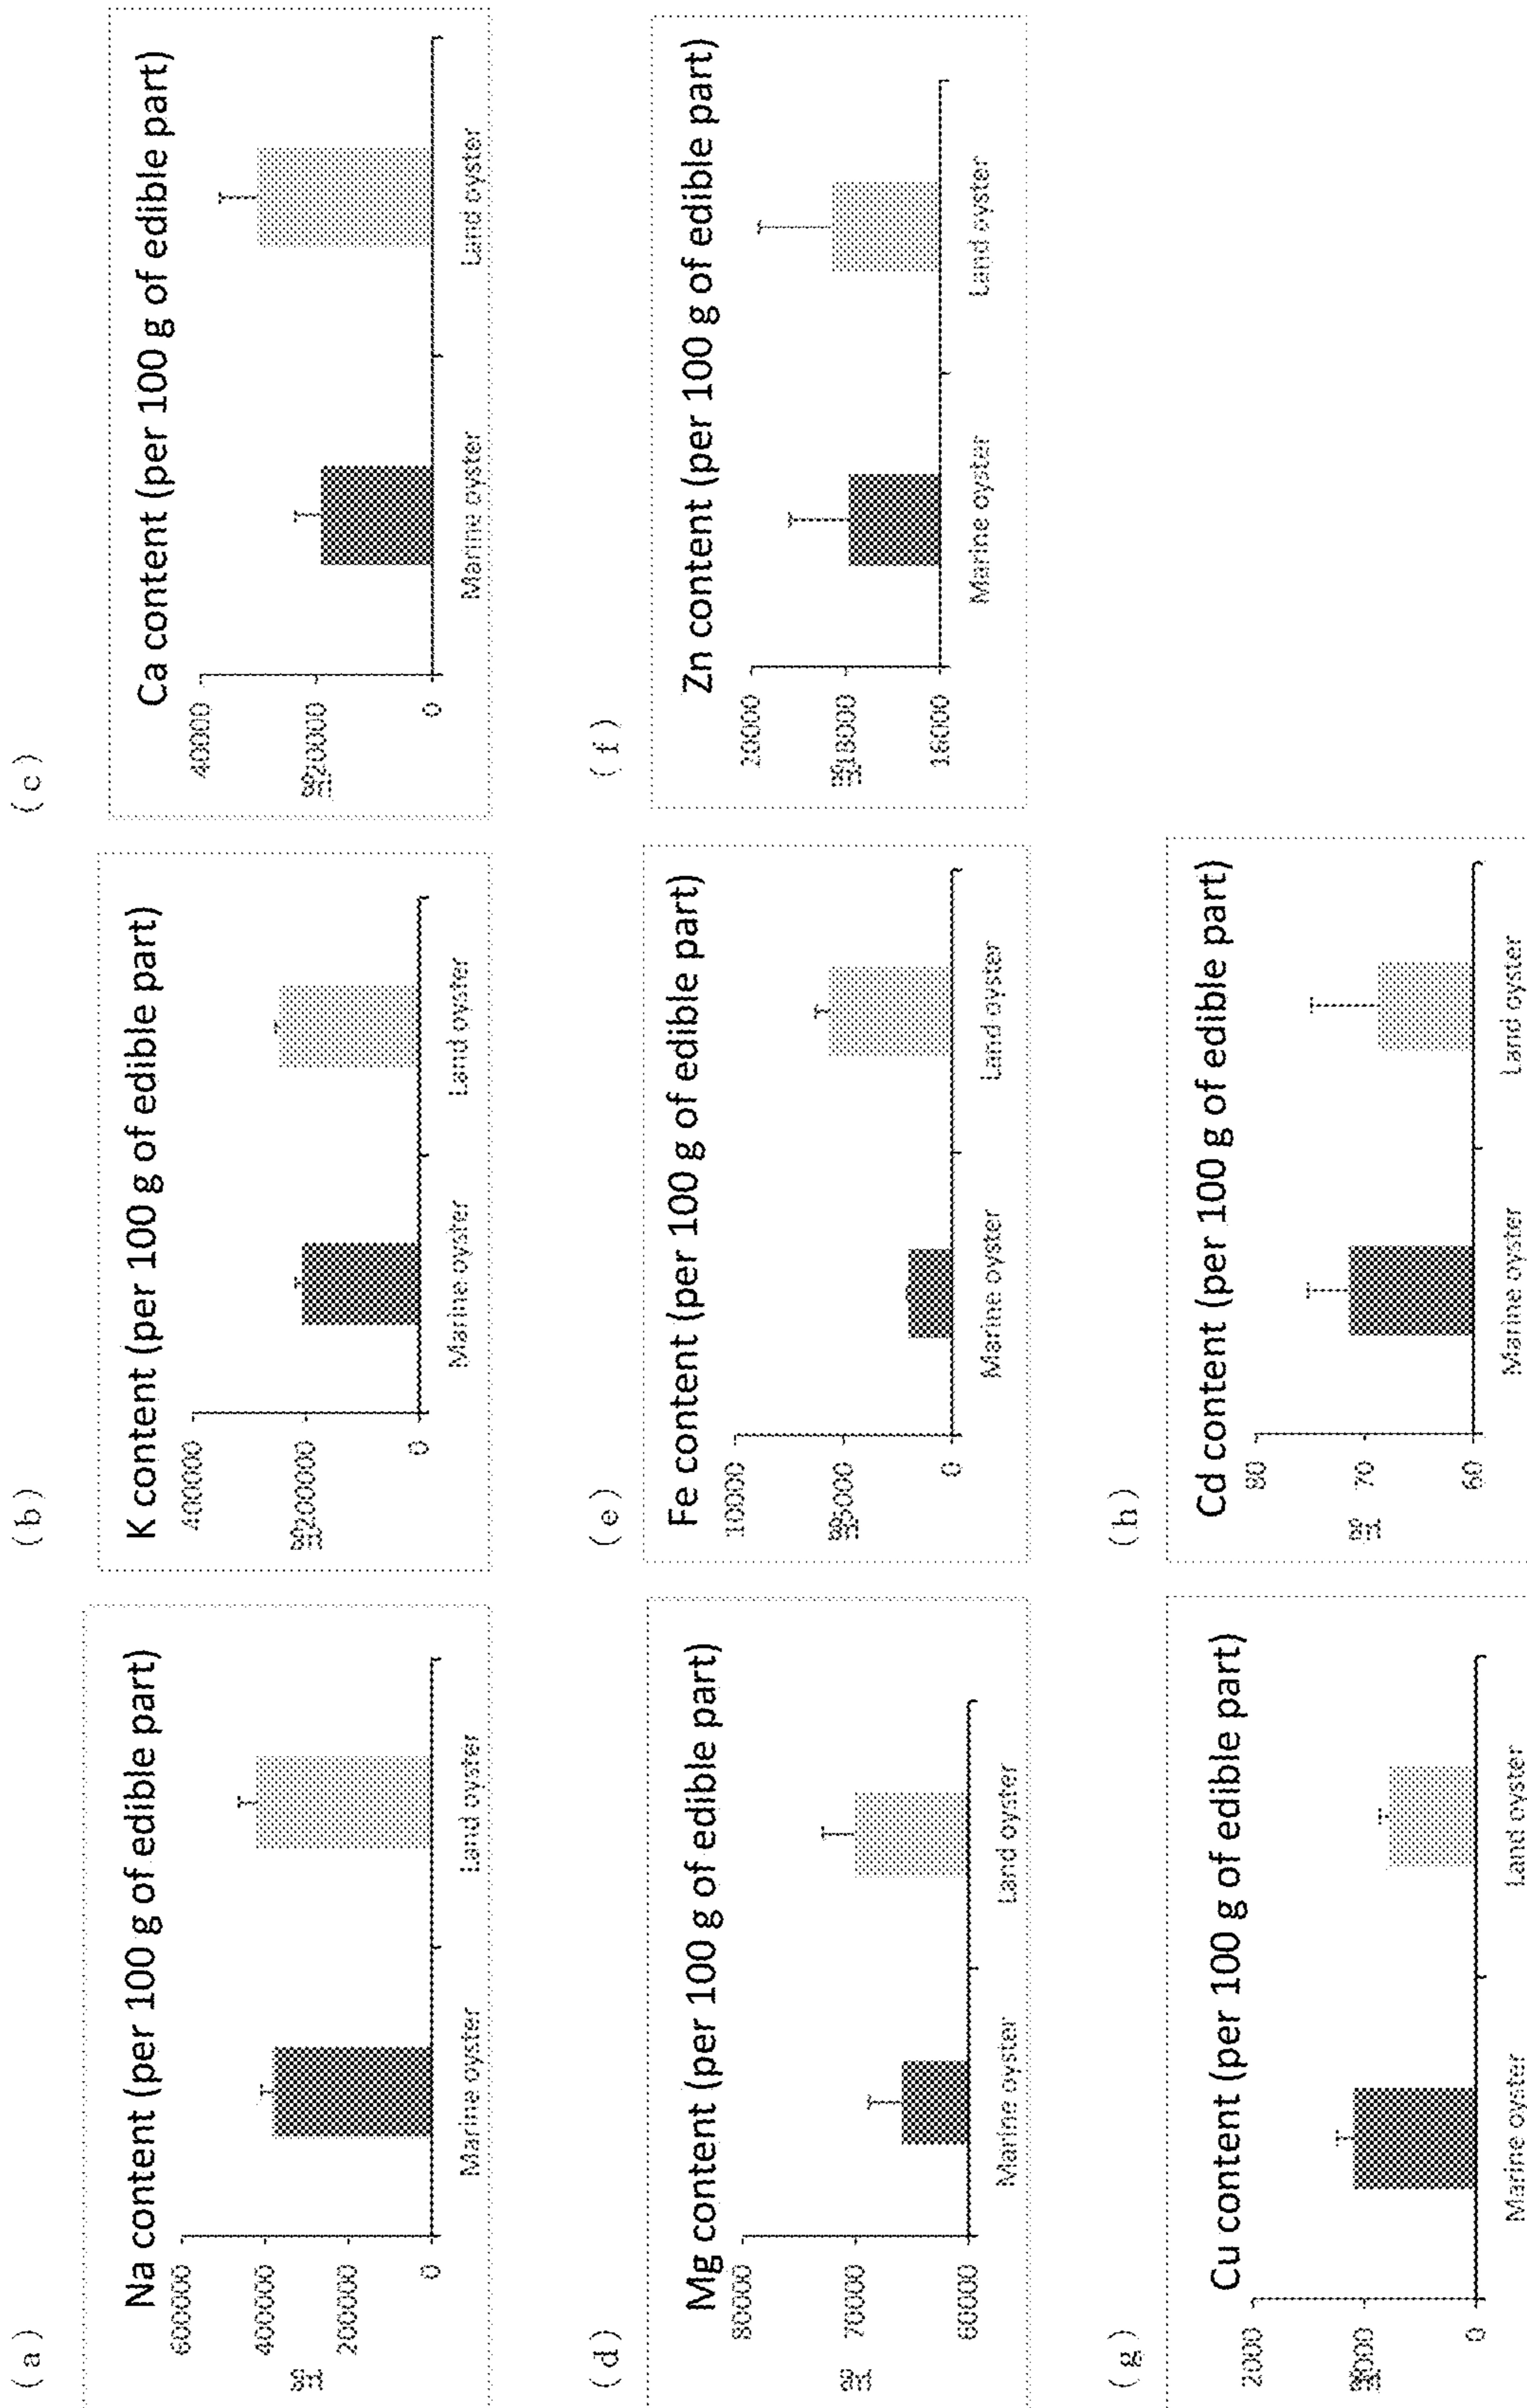 (a)
Na content (per 100 g of edible part)
600000
400000
200000
0
Marine oyster
Land oyster
(b)
K content (per 100 g of edible part)
400000
200000
0
Marine oyster
Land oyster
(c)
Ca content (per 100 g of edible part)
40000
20000
0
Marine oyster
Land oyster
(d)
Mg content (per 100 g of edible part)
80000
70000
60000
Marine oyster
Land oyster
(e)
Fe content (per 100 g of edible part)
10000
5000
0
Marine oyster
Land oyster
(f)
Zn content (per 100 g of edible part)
20000
18000
16000
Marine oyster
Land oyster
(g)
Cu content (per 100 g of edible part)
2000
0
Marine oyster
Land oyster
(h)
Cd content (per 100 g of edible part)
80
70
60
Marine oyster
Land oyster